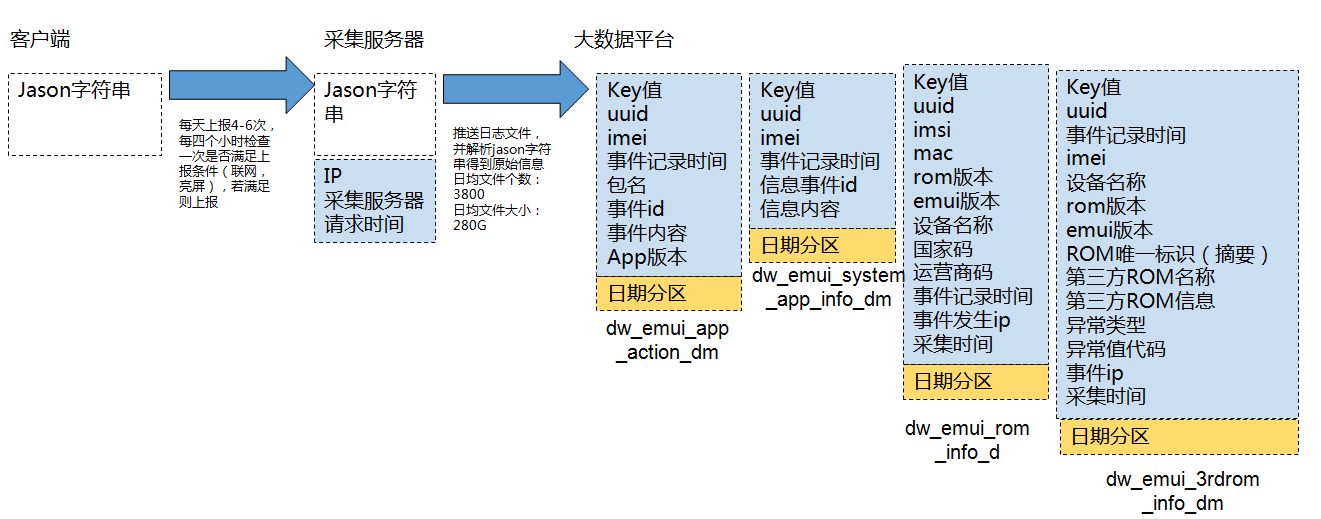 客户端
采集服务器
大数据平台
Jason字符串
每天上报4-6次，
每四个小时检查
一次是否满足上
报条件（联网，
亮屏），若满足
则上报
Jason字符
串
IP
采集服务器
请求时间
推送日志文件，
并解析Jason字符
串得到原始信息
日均文件个数：
3800
日均文件大小：
280G
Key值
uuid
imei
事件记录时间
包名
事件id
事件内容
App版本
日期分区
dw_emui_app
_action_dm
Key值
uuid
imei
事件记录时间
信息事件id
信息内容
日期分区
dw_emui_system
_app_info_dm
Key值
uuid
imsi
mac
rom版本
emui版本
设备名称
国家码
运营商码
事件记录时间
事件发生ip
采集时间
日期分区
dw_emui_rom
_info_d
Key值
uuid
事件记录时间
imei
设备名称
rom版本
emui版本
ROM唯一标识（摘要）
第三方ROM名称
第三方ROM信息
异常类型
异常值代码
事件ip
采集时间
日期分区
dw_emui_3rdrom
_info_dm